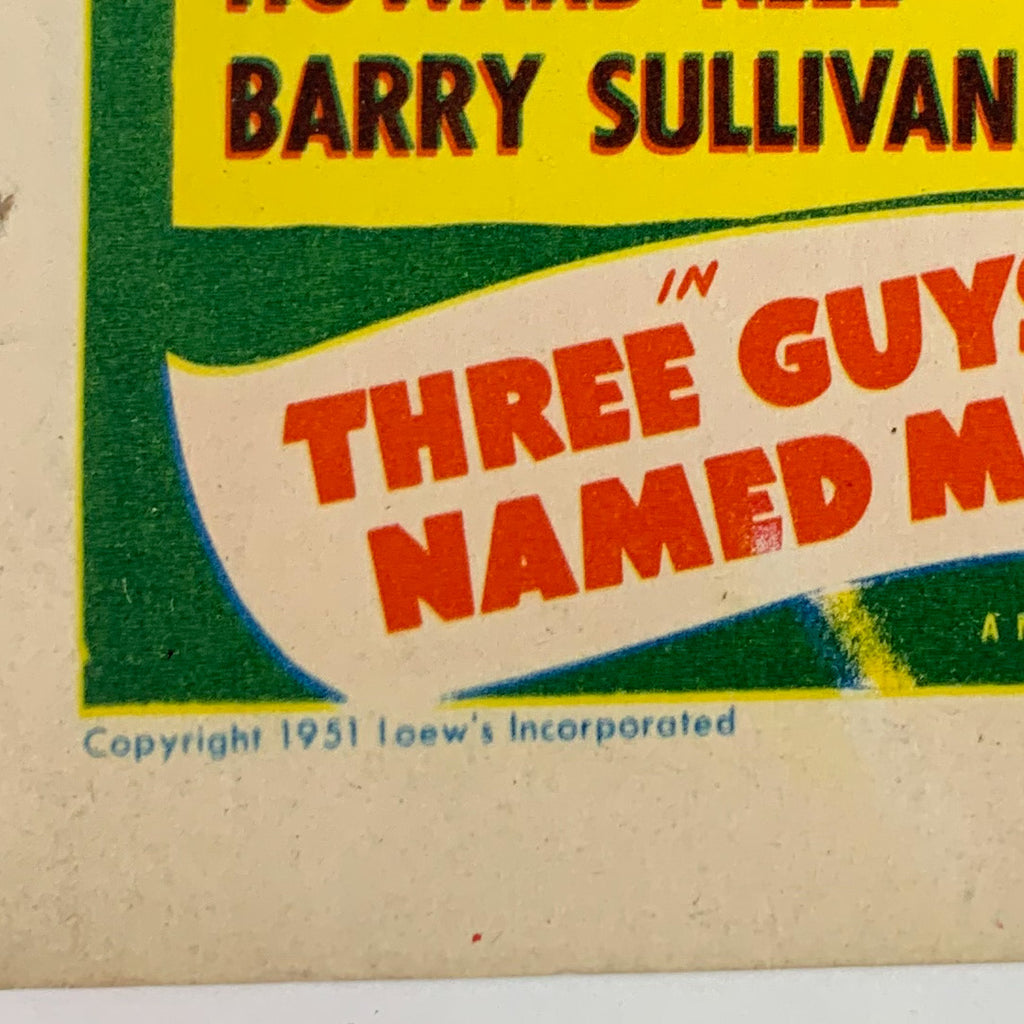 BARRY SULLIVAN
IN
THREE GUYS
NAMED M
A
Copyright 1951 Loew's Incorporated